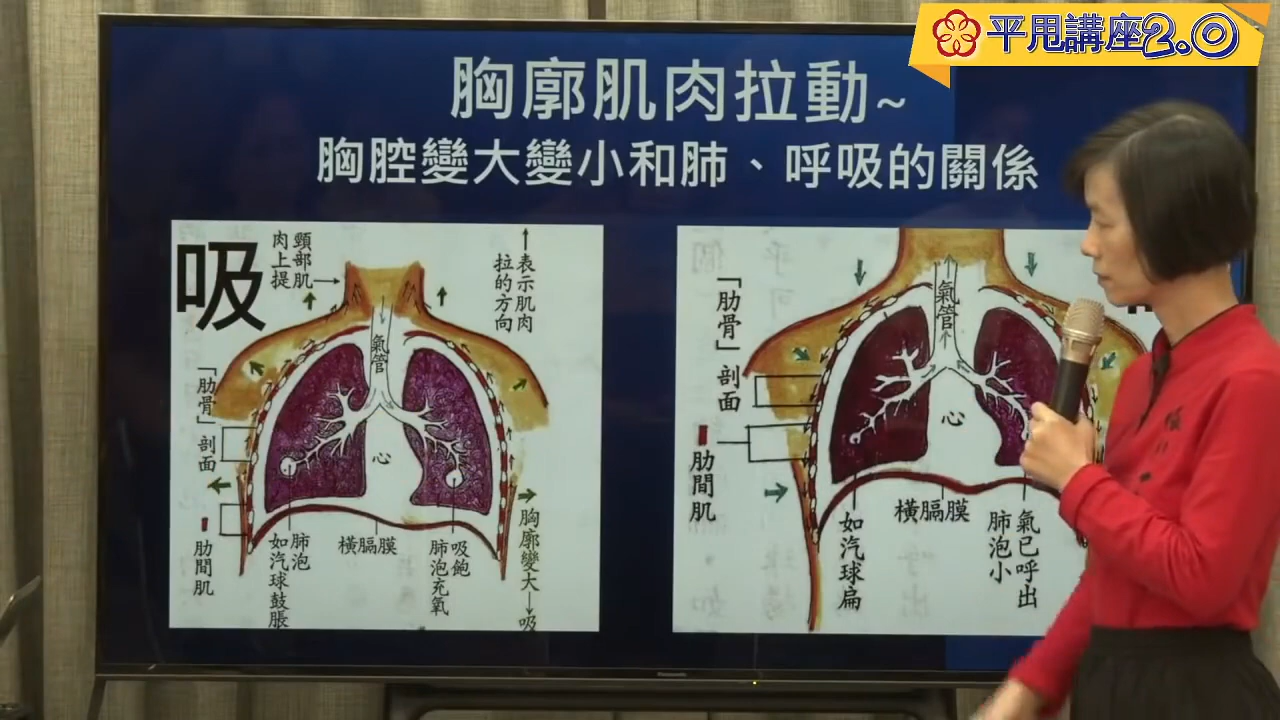 平甩講座2.0
胸廓肌肉拉動~
胸腔變大變小和肺、呼吸的關係
吸
頸部肌
肉上提
表示肌肉
拉的方向
氣管
「肋骨」剖面
心
肋間肌
肺泡
如汽球鼓脹
橫膈膜
吸飽
肺泡充氧
胸廓變大→吸
「肋骨」剖面
氣管
心
肋間肌
如汽球扁
橫膈膜
氣已呼出
肺泡小
Panasonic